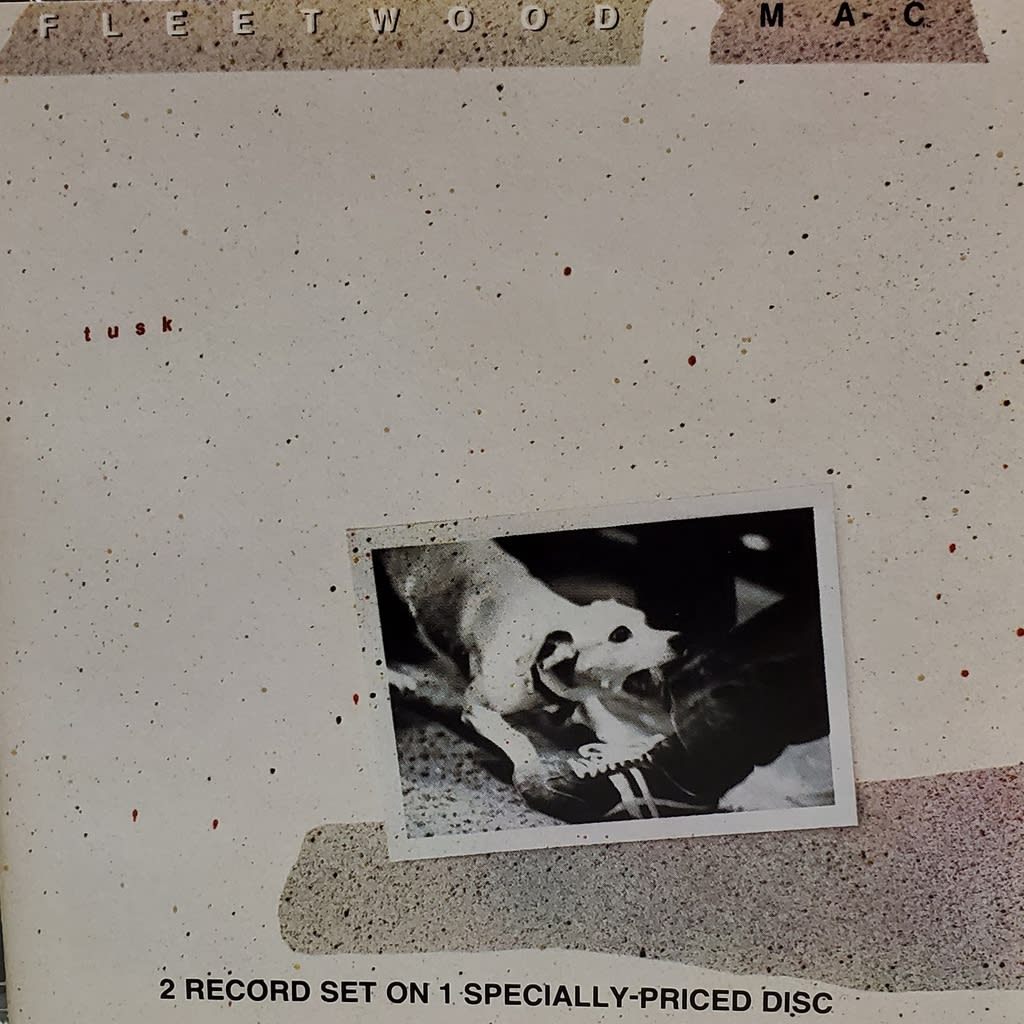 FLEETWOOD MAC
tusk.
2 RECORD SET ON 1 SPECIALLY-PRICED DISC